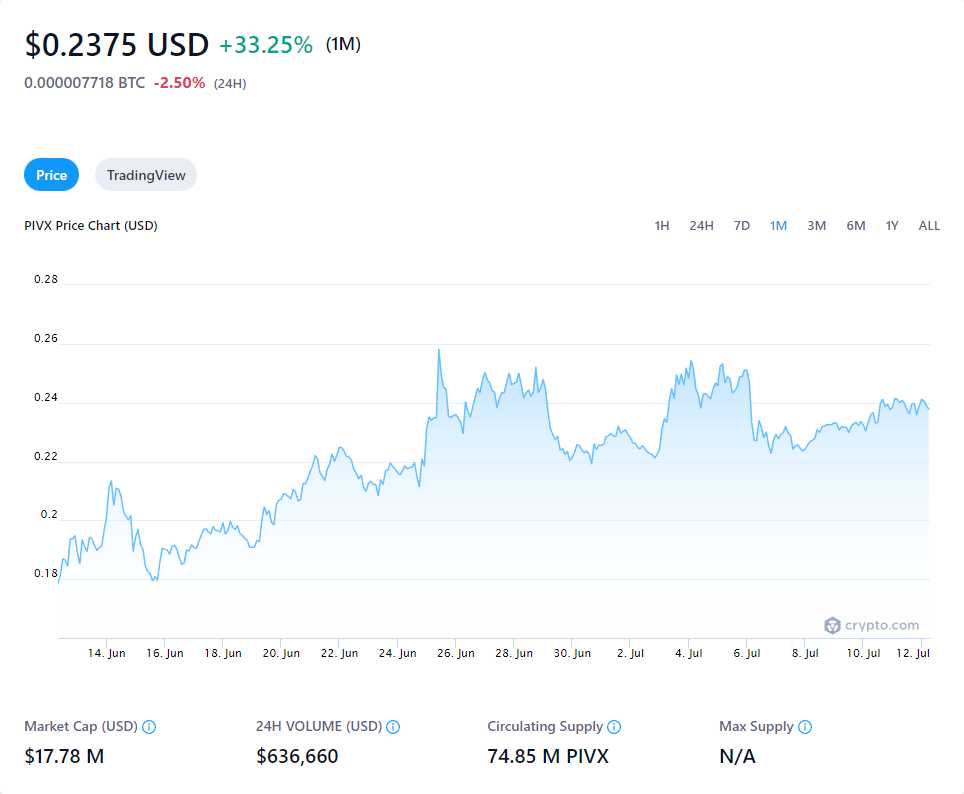 $0.2375 USD +33.25% (1M)
0.000007718 BTC -2.50% (24H)
Price TradingView
PIVX Price Chart (USD) 1H 24H 7D 1M 3M 6M 1Y ALL
0.28
0.26
0.24
0.22
0.2
0.18
crypto.com
14. Jun 16. Jun 18. Jun 20. Jun 22. Jun 24. Jun 26. Jun 28. Jun 30. Jun 2. Jul 4. Jul 6. Jul 8. Jul 10. Jul 12. Jul
Market Cap (USD) 24H VOLUME (USD) Circulating Supply Max Supply
$17.78 M $636,660 74.85 M PIVX N/A